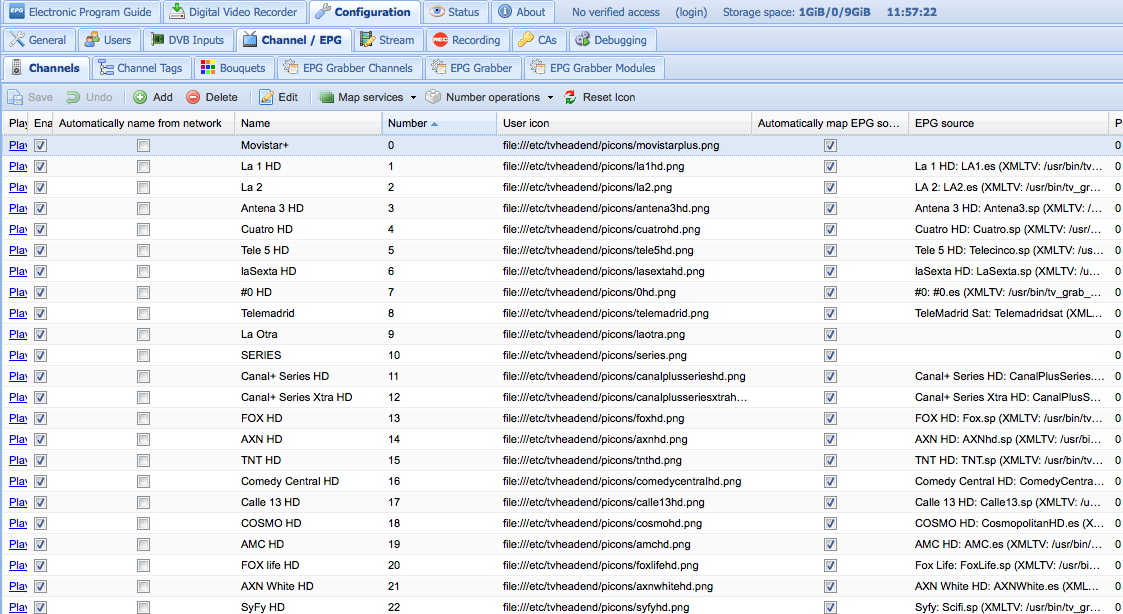 EPG Electronic Program Guide Digital Video Recorder Configuration Status About No verified access (login) Storage space: 1GiB/0/9GiB 11:57:22
General Users DVB Inputs Channel / EPG Stream REC Recording CAs Debugging
Channels Channel Tags Bouquets EPG Grabber Channels EPG Grabber EPG Grabber Modules
Save Undo Add Delete Edit Map services Number operations Reset Icon
Play Ena Automatically name from network Name Number User icon Automatically map EPG so... EPG source P
Play Movistar+ 0 file:///etc/tvheadend/picons/movistarplus.png 0
Play La 1 HD 1 file:///etc/tvheadend/picons/la1hd.png La 1 HD: LA1.es (XMLTV: /usr/bin/tv... 0
Play La 2 2 file:///etc/tvheadend/picons/la2.png LA 2: LA2.es (XMLTV: /usr/bin/tv_gr... 0
Play Antena 3 HD 3 file:///etc/tvheadend/picons/antena3hd.png Antena 3 HD: Antena3.sp (XMLTV: /... 0
Play Cuatro HD 4 file:///etc/tvheadend/picons/cuatrohd.png Cuatro HD: Cuatro.sp (XMLTV: /usr/... 0
Play Tele 5 HD 5 file:///etc/tvheadend/picons/tele5hd.png Tele 5 HD: Telecinco.sp (XMLTV: /us... 0
Play laSexta HD 6 file:///etc/tvheadend/picons/lasextahd.png laSexta HD: LaSexta.sp (XMLTV: /u... 0
Play #0 HD 7 file:///etc/tvheadend/picons/0hd.png #0: #0.es (XMLTV: /usr/bin/tv_grab_... 0
Play Telemadrid 8 file:///etc/tvheadend/picons/telemadrid.png TeleMadrid Sat: Telemadridsat (XML... 0
Play La Otra 9 file:///etc/tvheadend/picons/laotra.png 0
Play SERIES 10 file:///etc/tvheadend/picons/series.png 0
Play Canal+ Series HD 11 file:///etc/tvheadend/picons/canalplusserieshd.png Canal+ Series HD: CanalPlusSeries.... 0
Play Canal+ Series Xtra HD 12 file:///etc/tvheadend/picons/canalplusseriesxtrah... Canal+ Series Xtra HD: CanalPlusS... 0
Play FOX HD 13 file:///etc/tvheadend/picons/foxhd.png FOX HD: Fox.sp (XMLTV: /usr/bin/tv... 0
Play AXN HD 14 file:///etc/tvheadend/picons/axnhd.png AXN HD: AXNhd.sp (XMLTV: /usr/bi... 0
Play TNT HD 15 file:///etc/tvheadend/picons/tnthd.png TNT HD: TNT.sp (XMLTV: /usr/bin/tv... 0
Play Comedy Central HD 16 file:///etc/tvheadend/picons/comedycentralhd.png Comedy Central HD: ComedyCentra... 0
Play Calle 13 HD 17 file:///etc/tvheadend/picons/calle13hd.png Calle 13 HD: Calle13.sp (XMLTV: /u... 0
Play COSMO HD 18 file:///etc/tvheadend/picons/cosmohd.png COSMO HD: CosmopolitanHD.es (X... 0
Play AMC HD 19 file:///etc/tvheadend/picons/amchd.png AMC HD: AMC.es (XMLTV: /usr/bin/... 0
Play FOX life HD 20 file:///etc/tvheadend/picons/foxlifehd.png Fox Life: FoxLife.sp (XMLTV: /usr/bi... 0
Play AXN White HD 21 file:///etc/tvheadend/picons/axnwhitehd.png AXN White HD: AXNWhite.es (XML... 0
Play SyFy HD 22 file:///etc/tvheadend/picons/syfyhd.png Syfy: Scifi.sp (XMLTV: /usr/bin/tv_gr... 0